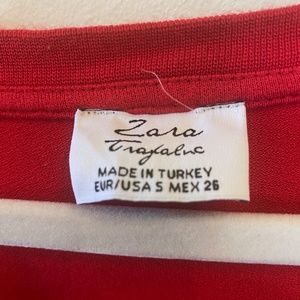 Zara
Trafaluc
MADE IN TURKEY
EUR/USA S MEX 26